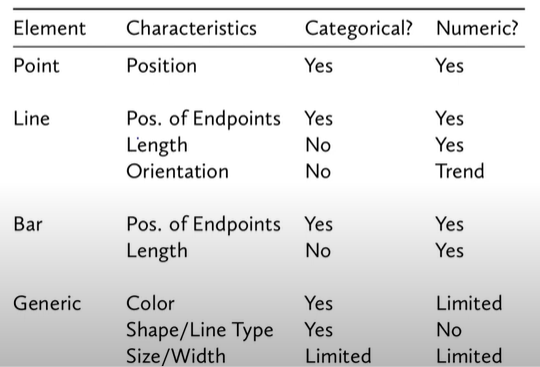 Element Characteristics Categorical? Numeric?
Point Position Yes Yes
Line Pos. of Endpoints Yes Yes
Length No Yes
Orientation No Trend
Bar Pos. of Endpoints Yes Yes
Length No Yes
Generic Color Yes Limited
Shape/Line Type Yes No
Size/Width Limited Limited